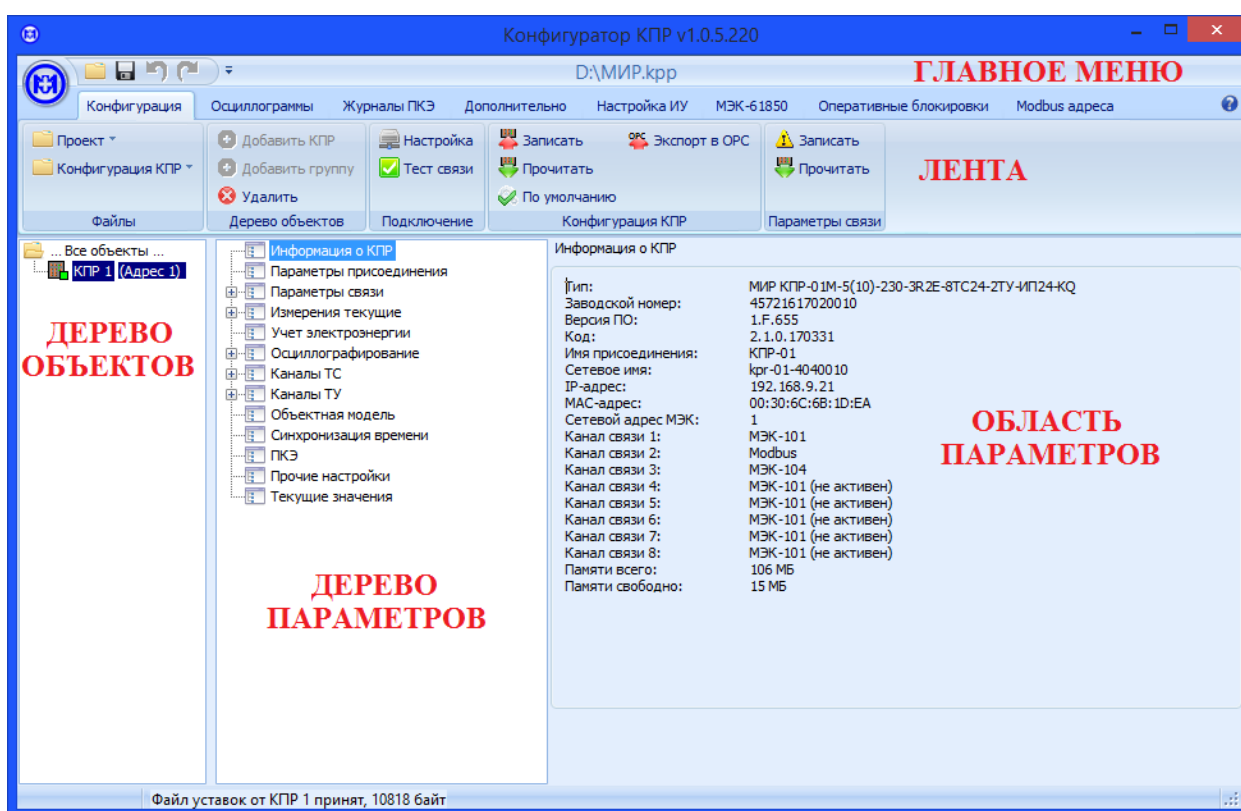 Конфигуратор КПР v1.0.5.220
D:\МИР.kpp
ГЛАВНОЕ МЕНЮ
Конфигурация Осциллограммы Журналы ПКЭ Дополнительно Настройка ИУ МЭК-61850 Оперативные блокировки Modbus адреса
Проект Добавить КПР Настройка Записать Экспорт в OPC Записать
Конфигурация КПР Добавить группу Тест связи Прочитать Прочитать
ЛЕНТА
Удалить По умолчанию
Файлы Дерево объектов Подключение Конфигурация КПР Параметры связи
... Все объекты ...
КПР 1 (Адрес 1)
ДЕРЕВО
ОБЪЕКТОВ
Информация о КПР
Параметры присоединения
Параметры связи
Измерения текущие
Учет электроэнергии
Осциллографирование
Каналы ТС
Каналы ТУ
Объектная модель
Синхронизация времени
ПКЭ
Прочие настройки
Текущие значения
ДЕРЕВО
ПАРАМЕТРОВ
Информация о КПР
Тип: МИР КПР-01М-5(10)-230-3R2E-8TC24-2ТУ-ИП24-KQ
Заводской номер: 45721617020010
Версия ПО: 1.F.655
Код: 2.1.0.170331
Имя присоединения: КПР-01
Сетевое имя: kpr-01-4040010
IP-адрес: 192.168.9.21
MAC-адрес: 00:30:6C:6B:1D:EA
Сетевой адрес МЭК: 1
Канал связи 1: МЭК-101
Канал связи 2: Modbus
Канал связи 3: МЭК-104
Канал связи 4: МЭК-101 (не активен)
Канал связи 5: МЭК-101 (не активен)
Канал связи 6: МЭК-101 (не активен)
Канал связи 7: МЭК-101 (не активен)
Канал связи 8: МЭК-101 (не активен)
Памяти всего: 106 МБ
Памяти свободно: 15 МБ
ОБЛАСТЬ
ПАРАМЕТРОВ
Файл уставок от КПР 1 принят, 10818 байт